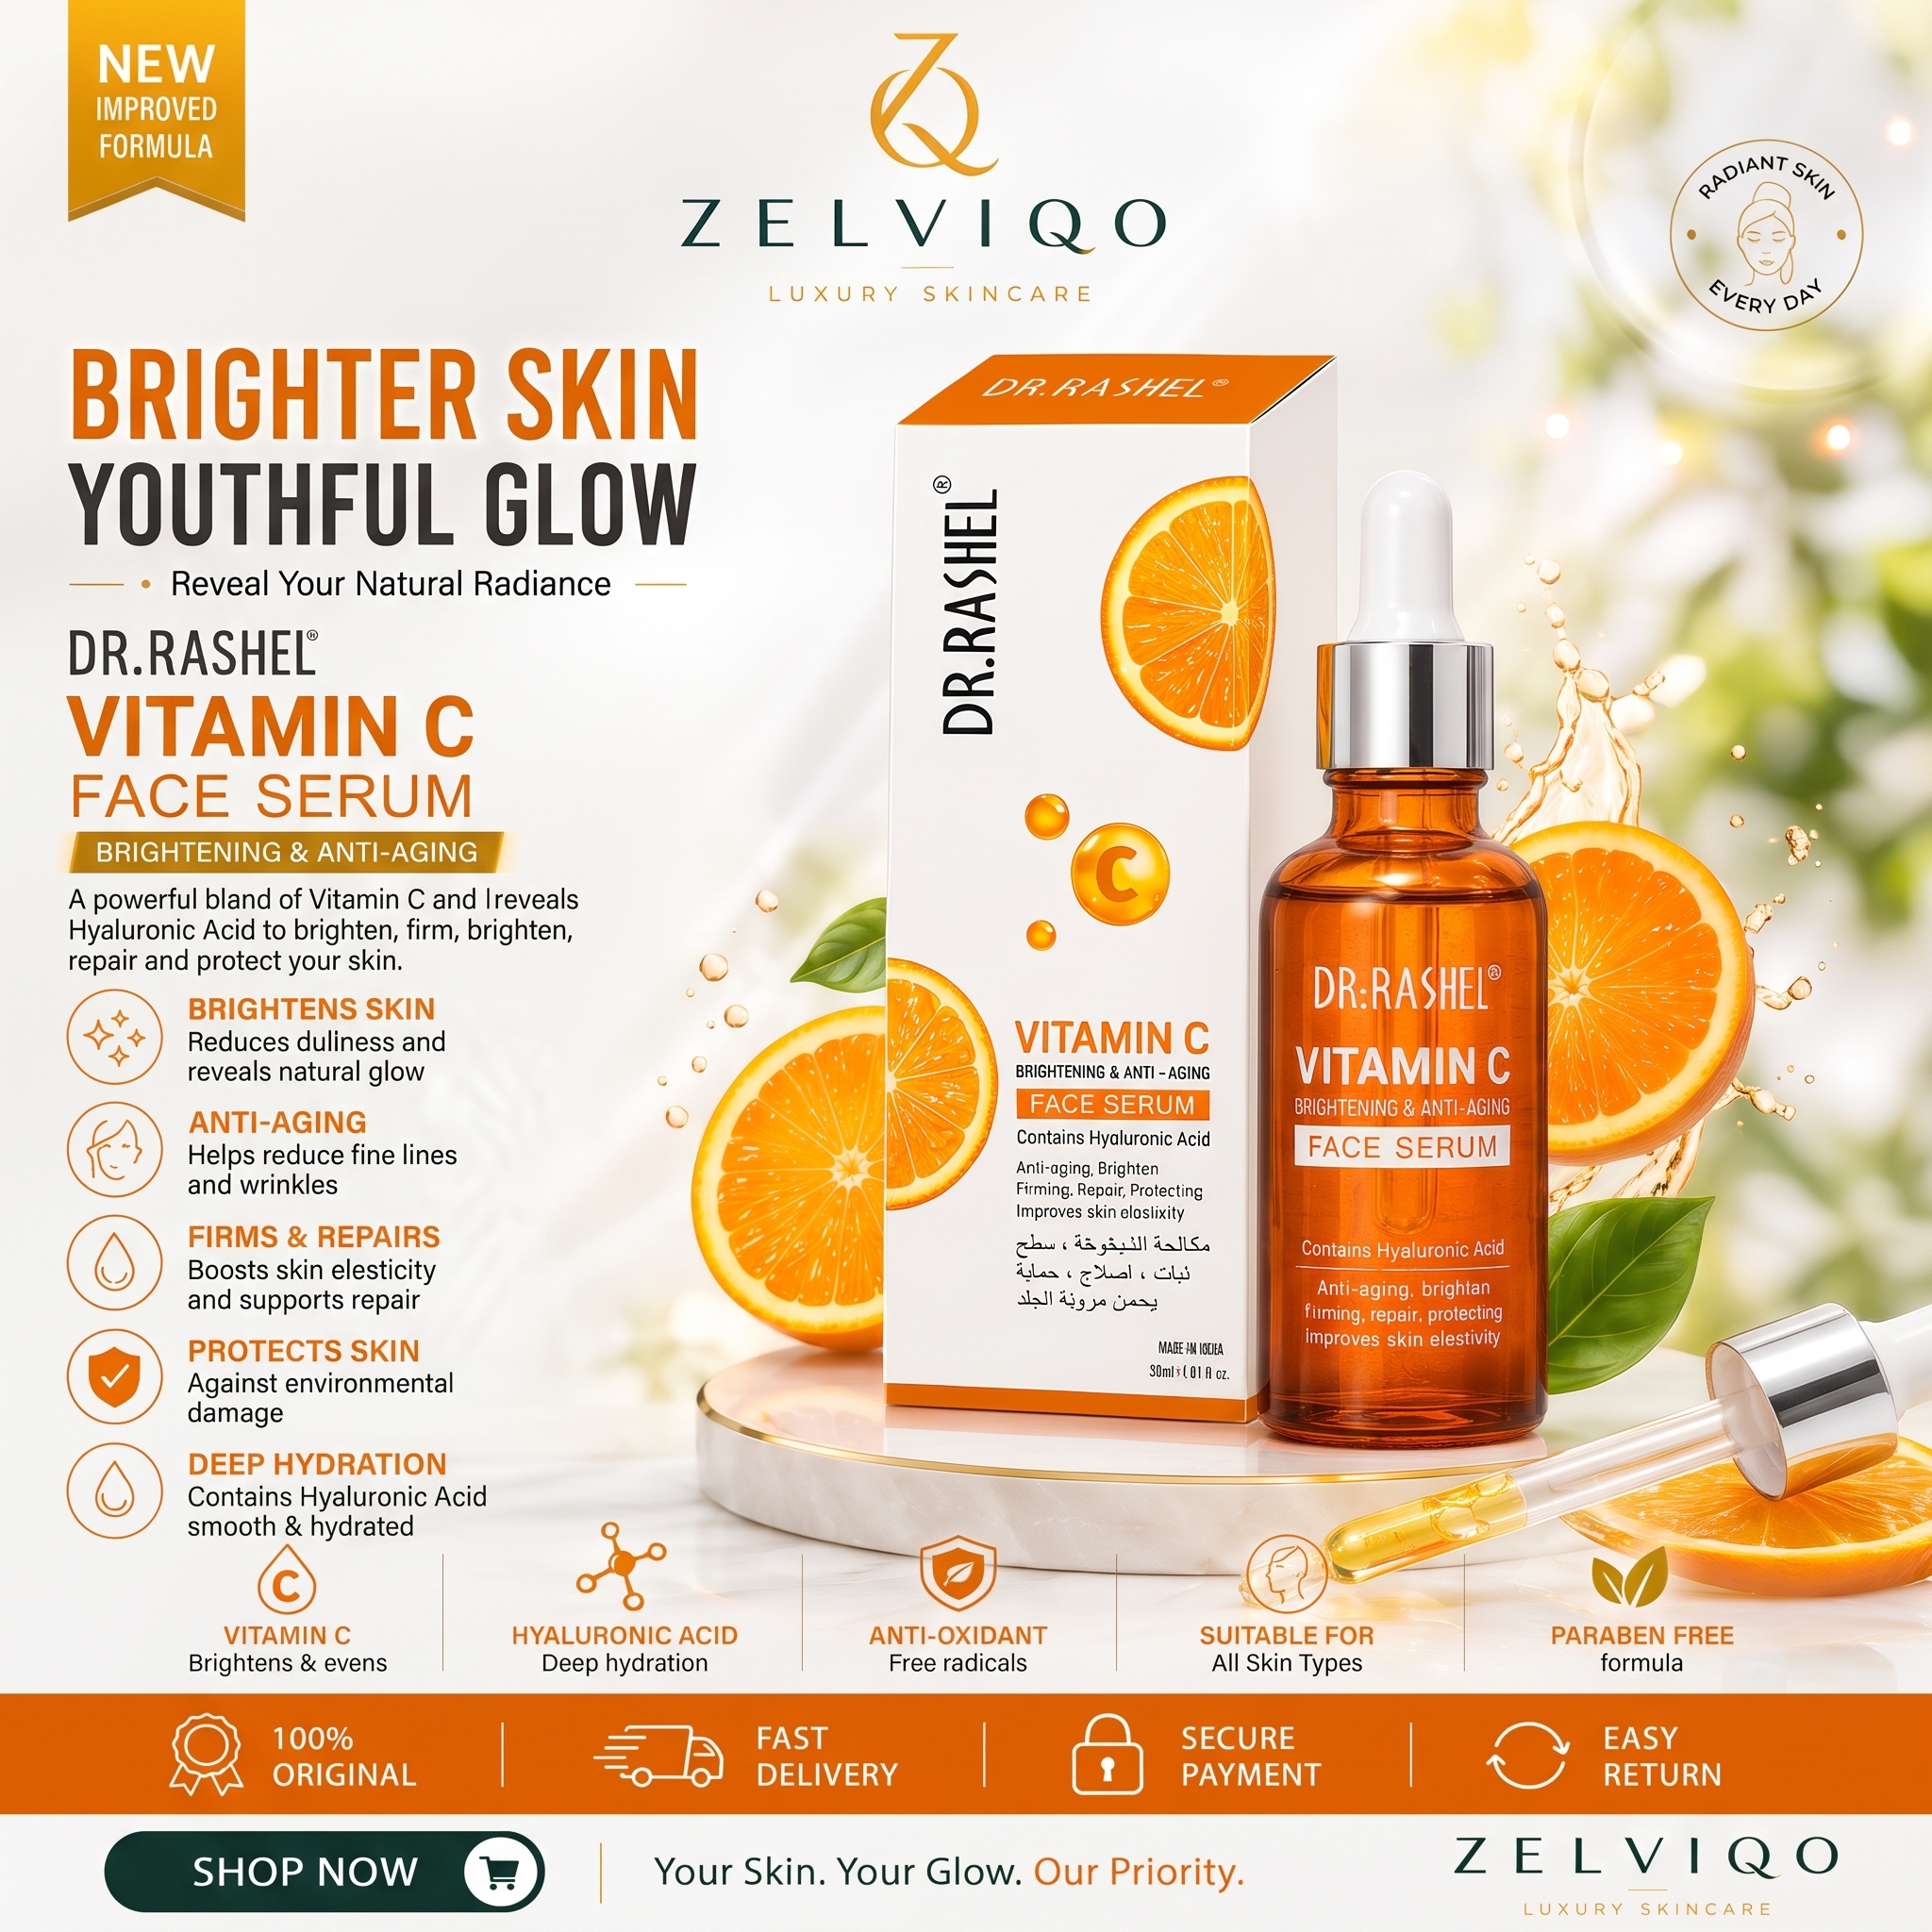 NEW
IMPROVED
FORMULA
ZELVIQO
LUXURY SKINCARE
RADIANT SKIN
EVERY DAY
BRIGHTER SKIN
YOUTHFUL GLOW
Reveal Your Natural Radiance
DR.RASHEL®
VITAMIN C
FACE SERUM
BRIGHTENING & ANTI-AGING
A powerful bland of Vitamin C and lreveals
Hyaluronic Acid to brighten, firm, brighten,
repair and protect your skin.
BRIGHTENS SKIN
Reduces duliness and
reveals natural glow
ANTI-AGING
Helps reduce fine lines
and wrinkles
FIRMS & REPAIRS
Boosts skin elesticity
and supports repair
PROTECTS SKIN
Against environmental
damage
DEEP HYDRATION
Contains Hyaluronic Acid
smooth & hydrated
DR.RASHEL®
DR.RASHEL®
C
VITAMIN C
BRIGHTENING & ANTI-AGING
FACE SERUM
Contains Hyaluronic Acid
Anti-aging, Brighten
Firming. Repair, Protecting
Improves skin elaslixity
، سطح
نبات ، اصلاح ، حماية
يحمن مرونة الجلد
30ml
DR:RASHEL®
VITAMIN C
BRIGHTENING & ANTI-AGING
FACE SERUM
Contains Hyaluronic Acid
Anti-aging, brightan
repair, protecting
improves skin elestivity
C
VITAMIN C
Brightens & evens
HYALURONIC ACID
Deep hydration
ANTI-OXIDANT
Free radicals
SUITABLE FOR
All Skin Types
PARABEN FREE
formula
100%
ORIGINAL
FAST
DELIVERY
SECURE
PAYMENT
EASY
RETURN
SHOP NOW
Your Skin. Your Glow. Our Priority.
ZELVIQO
LUXURY SKINCARE